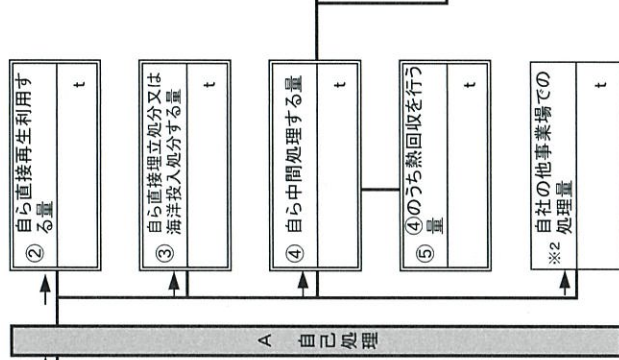 ② 自ら直接再生利用す
る量
t
③ 自ら直接埋立処分又は
海洋投入処分する量
t
④ 自ら中間処理する量
t
⑤ ④のうち熱回収を行う
量
t
自社の他事業場での
※2 処理量
t
A 自己処理